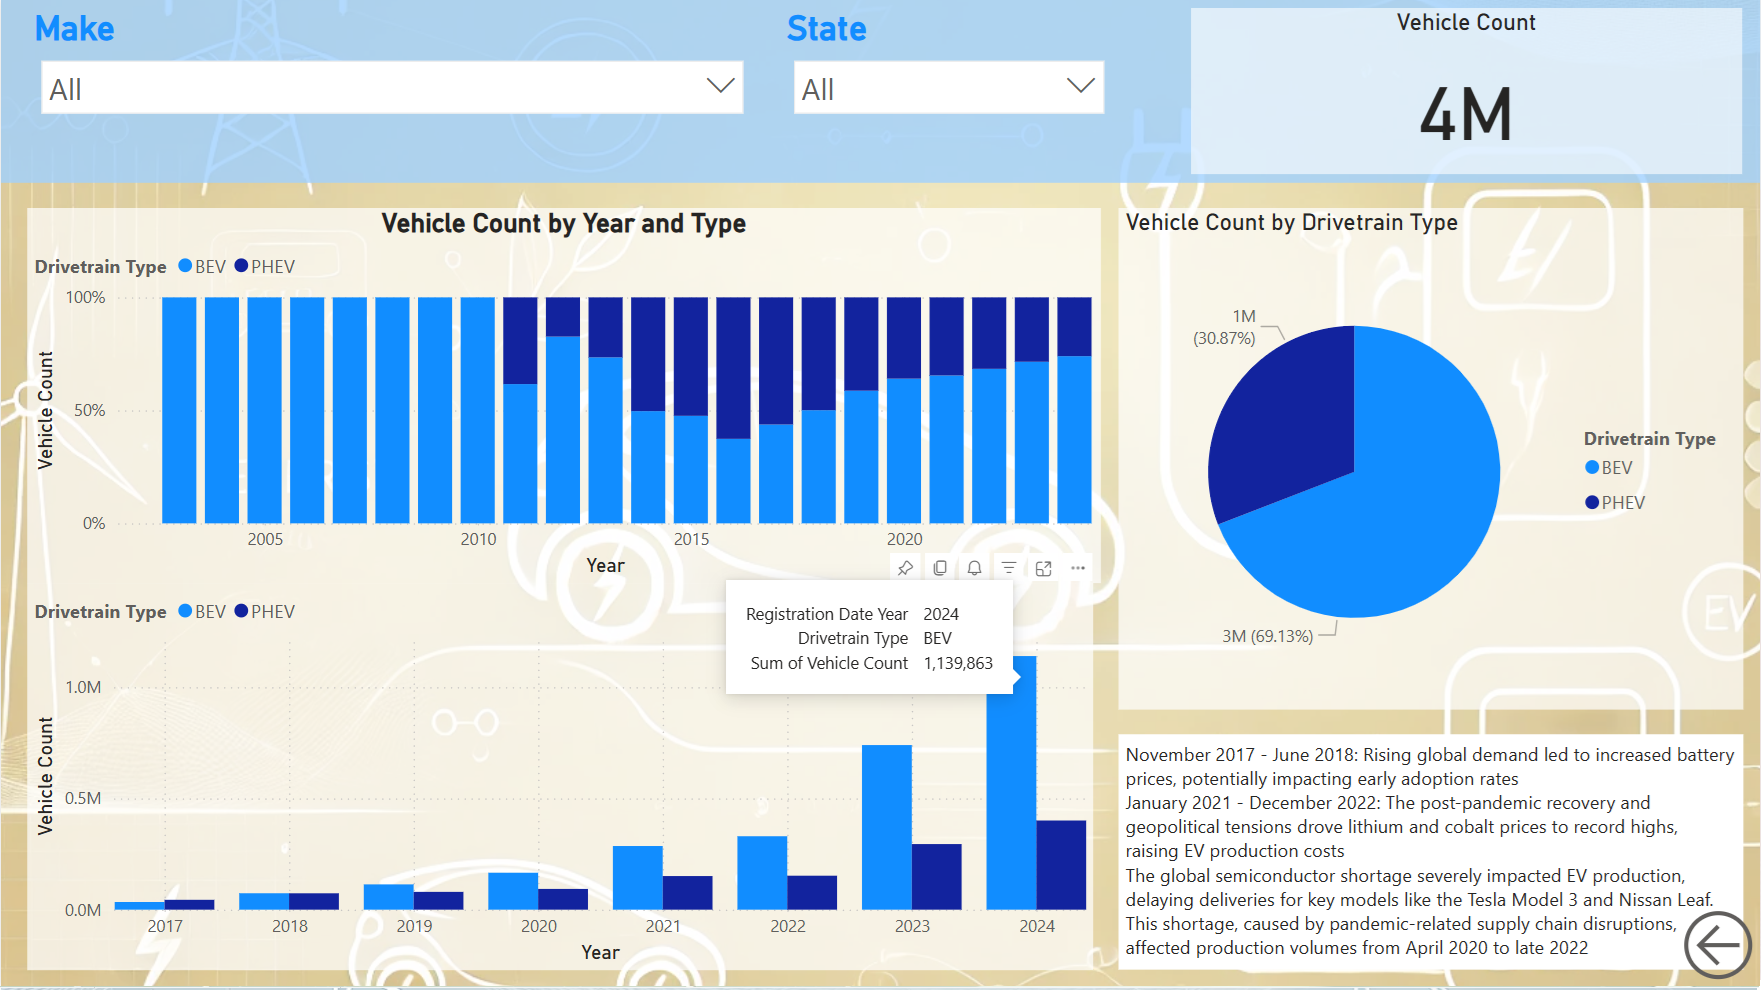 Make
State
All
All
Vehicle Count
4M
Vehicle Count by Year and Type
Drivetrain Type BEV PHEV
100%
50%
0%
Vehicle Count
2005 2010 2015 2020
Year
Drivetrain Type BEV PHEV
Registration Date Year 2024
Drivetrain Type BEV
Sum of Vehicle Count 1,139,863
1.0M
0.5M
0.0M
Vehicle Count
2017 2018 2019 2020 2021 2022 2023 2024
Year
Vehicle Count by Drivetrain Type
1M
(30.87%)
3M (69.13%)
Drivetrain Type
BEV
PHEV
EV
November 2017 - June 2018: Rising global demand led to increased battery
prices, potentially impacting early adoption rates
January 2021 - December 2022: The post-pandemic recovery and
geopolitical tensions drove lithium and cobalt prices to record highs,
raising EV production costs
The global semiconductor shortage severely impacted EV production,
delaying deliveries for key models like the Tesla Model 3 and Nissan Leaf.
This shortage, caused by pandemic-related supply chain disruptions,
affected production volumes from April 2020 to late 2022